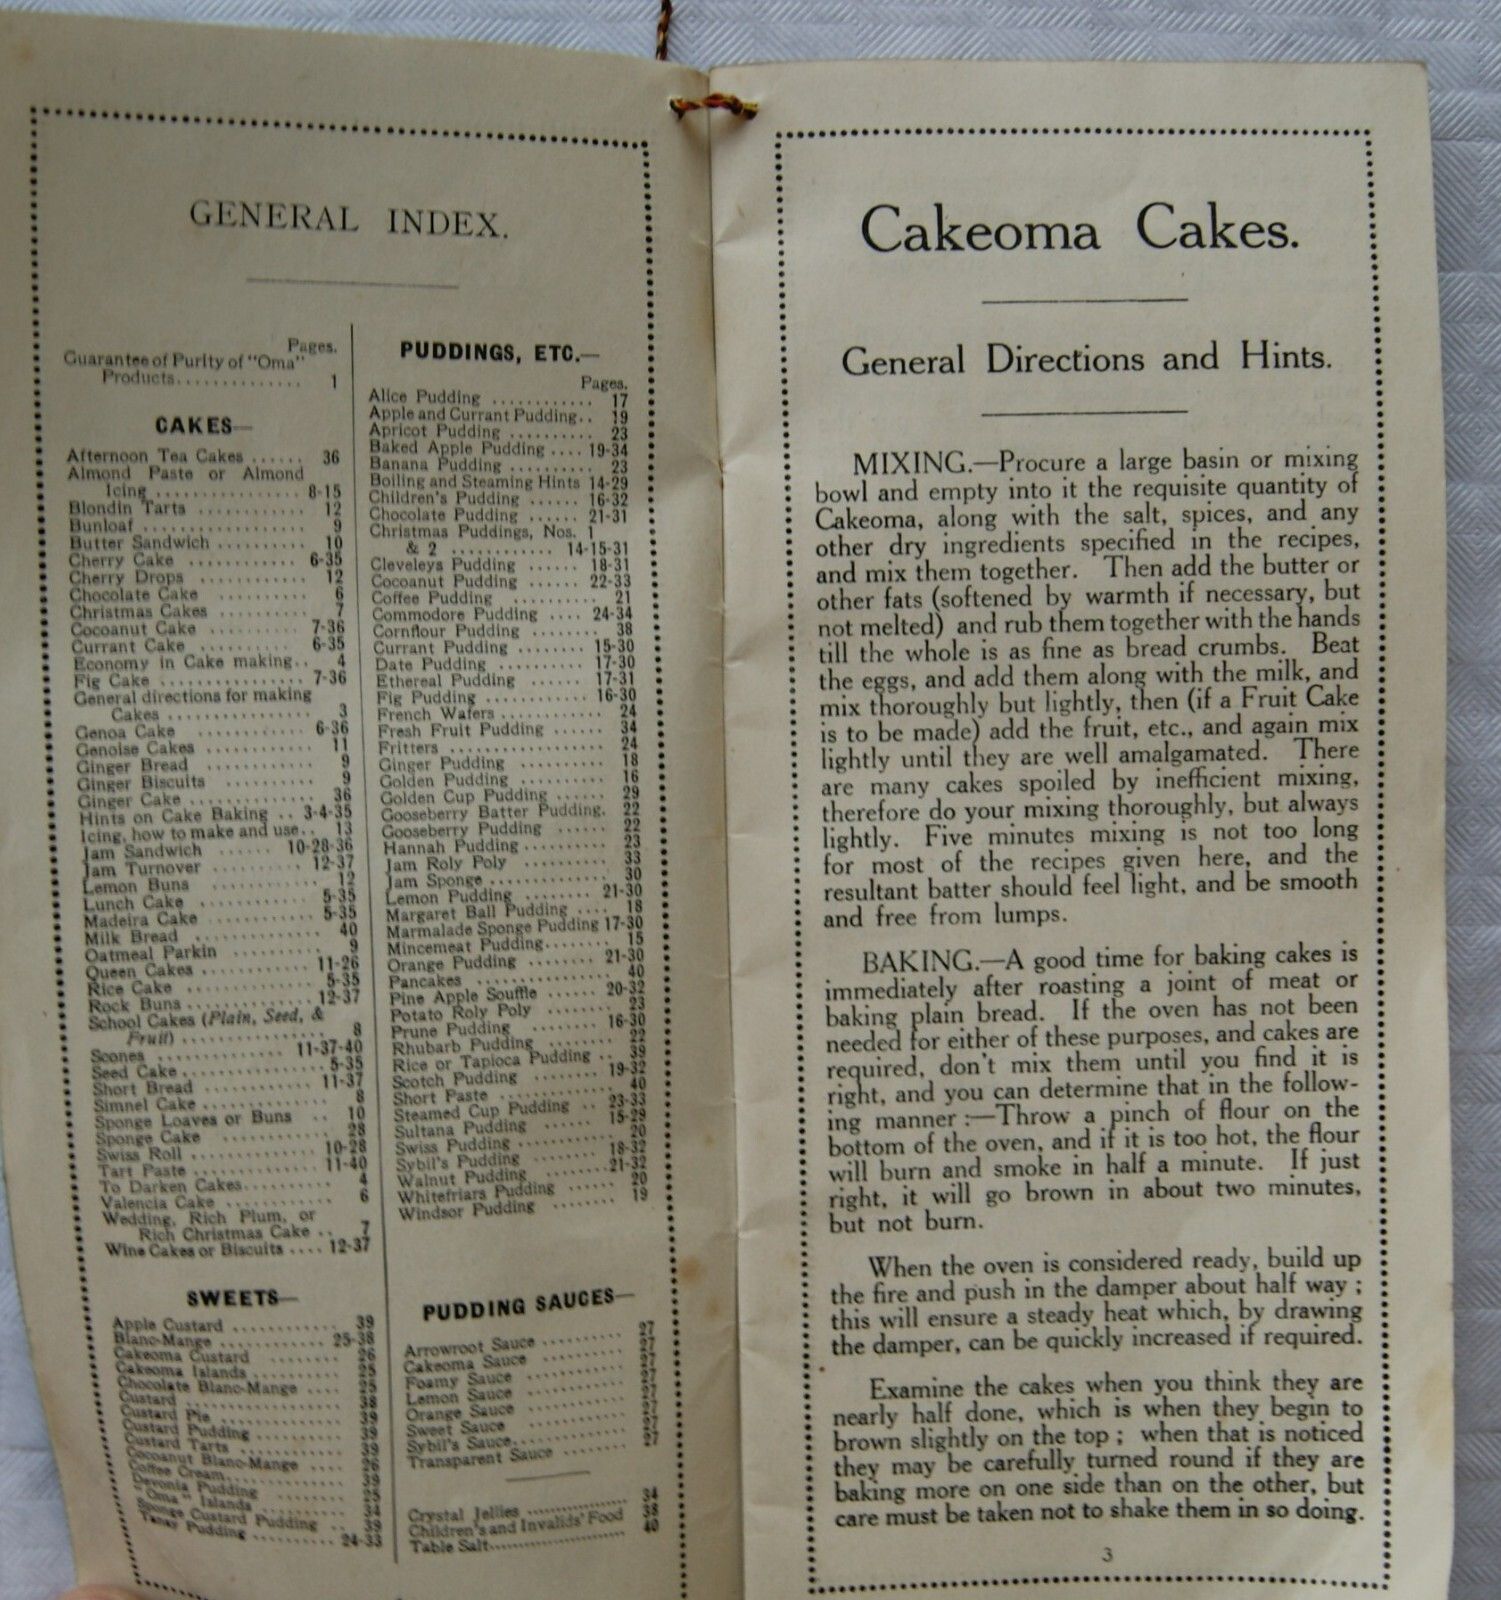 GENERAL INDEX.
Pages.
Guarantee of Purity of "Oma"
Products.............. 1
CAKES—
Afternoon Tea Cakes ...... 36
Almond Paste or Almond
Icing ................ 8-15
Blondin Tarts ............ 12
Bunloaf .................. 9
Butter Sandwich .......... 10
Cherry Cake ............ 6-35
Cherry Drops ............ 12
Chocolate Cake .......... 6
Christmas Cakes .......... 7
Cocoanut Cake .......... 7-36
Currant Cake ............ 6-35
Economy in Cake making.. 4
Fig Cake ................ 7-36
General directions for making
Cakes ................ 3
Genoa Cake ............ 6-36
Genoise Cakes ............ 11
Ginger Bread ............ 9
Ginger Biscuits .......... 9
Ginger Cake .............. 36
Hints on Cake Baking .. 3-4-35
Icing, how to make and use.. 13
Jam Sandwich ...... 10-28-36
Jam Turnover .......... 12-37
Lemon Buns ............ 12
Lunch Cake ............ 5-35
Madeira Cake .......... 5-35
Milk Bread .............. 40
Oatmeal Parkin .......... 9
Queen Cakes ............ 11-26
Rice Cake .............. 5-35
Rock Buns .............. 12-37
School Cakes (Plain, Seed, &
Fruit) ................ 8
Scones .............. 11-37-40
Seed Cake................ 5-35
Short Bread ............ 11-37
Simnel Cake .............. 8
Sponge Loaves or Buns .. 10
Sponge Cake ............ 28
Swiss Roll .............. 10-28
Tart Paste .............. 11-40
To Darken Cakes.......... 4
Valencia Cake ............ 6
Wedding, Rich Plum, or
Rich Christmas Cake .. 7
Wine Cakes or Biscuits .... 12-37
SWEETS—
Apple Custard ............ 39
Blanc-Mange ............ 25-38
Cakeoma Custard ........ 26
Cakeoma Islands .......... 25
Chocolate Blanc-Mange .... 25
Custard .................. 38
Custard Pie .............. 39
Custard Pudding .......... 39
Custard Tarts ............ 39
Cocoanut Blanc-Mange .... 26
Coffee Cream.............. 39
Devonia Pudding ........ 25
"Oma" Islands .......... 34
Sponge Custard Pudding .. 39
Pudding .......... 24-33
PUDDINGS, ETC.—
Pages.
Alice Pudding ............ 17
Apple and Currant Pudding.. 19
Apricot Pudding .......... 23
Baked Apple Pudding .... 19-34
Banana Pudding .......... 23
Boiling and Steaming Hints 14-29
Children's Pudding ...... 16-32
Chocolate Pudding ...... 21-31
Christmas Puddings, Nos. 1
& 2 ............ 14-15-31
Cleveleys Pudding ...... 18-31
Cocoanut Pudding ...... 22-33
Coffee Pudding .......... 21
Commodore Pudding .... 24-34
Cornflour Pudding ........ 38
Currant Pudding ........ 15-30
Date Pudding .......... 17-30
Ethereal Pudding ...... 17-31
Fig Pudding ............ 16-30
French Wafers ............ 24
Fresh Fruit Pudding ...... 34
Fritters .................. 24
Ginger Pudding .......... 18
Golden Pudding .......... 16
Golden Cup Pudding ...... 29
Gooseberry Batter Pudding. 22
Gooseberry Pudding ...... 22
Hannah Pudding .......... 23
Jam Roly Poly .......... 33
Jam Sponge .............. 30
Lemon Pudding ........ 21-30
Margaret Ball Pudding .... 18
Marmalade Sponge Pudding 17-30
Mincemeat Pudding........ 15
Orange Pudding ........ 21-30
Pancakes ................ 40
Pine Apple Souffle ...... 20-32
Potato Roly Poly ........ 23
Prune Pudding ........ 16-30
Rhubarb Pudding ........ 22
Rice or Tapioca Pudding .. 39
Scotch Pudding ........ 19-32
Short Paste .............. 40
Steamed Cup Pudding .. 23-33
Sultana Pudding ...... 15-29
Swiss Pudding ............ 20
Sybil's Pudding ........ 18-32
Walnut Pudding ........ 21-32
Whitefriars Pudding ...... 20
Windsor Pudding ........ 19
PUDDING SAUCES—
Arrowroot Sauce .......... 27
Cakeoma Sauce .......... 27
Foamy Sauce ............ 27
Lemon Sauce ............ 27
Orange Sauce ............ 27
Sweet Sauce ............ 27
Sybil's Sauce.............. 27
Transparent Sauce ........ 27
Crystal Jellies .............. 34
Children's and Invalids' Food 38
Table Salt.................. 40
Cakeoma Cakes.
General Directions and Hints.
MIXING.—Procure a large basin or mixing
bowl and empty into it the requisite quantity of
Cakeoma, along with the salt, spices, and any
other dry ingredients specified in the recipes,
and mix them together. Then add the butter or
other fats (softened by warmth if necessary, but
not melted) and rub them together with the hands
till the whole is as fine as bread crumbs. Beat
the eggs, and add them along with the milk, and
mix thoroughly but lightly, then (if a Fruit Cake
is to be made) add the fruit, etc., and again mix
lightly until they are well amalgamated. There
are many cakes spoiled by inefficient mixing,
therefore do your mixing thoroughly, but always
lightly. Five minutes mixing is not too long
for most of the recipes given here, and the
resultant batter should feel light, and be smooth
and free from lumps.
BAKING.—A good time for baking cakes is
immediately after roasting a joint of meat or
baking plain bread. If the oven has not been
needed for either of these purposes, and cakes are
required, don't mix them until you find it is
right, and you can determine that in the follow-
ing manner :—Throw a pinch of flour on the
bottom of the oven, and if it is too hot, the flour
will burn and smoke in half a minute. If just
right, it will go brown in about two minutes,
but not burn.
When the oven is considered ready, build up
the fire and push in the damper about half way ;
this will ensure a steady heat which, by drawing
the damper, can be quickly increased if required.
Examine the cakes when you think they are
nearly half done, which is when they begin to
brown slightly on the top ; when that is noticed
they may be carefully turned round if they are
baking more on one side than on the other, but
care must be taken not to shake them in so doing.
3